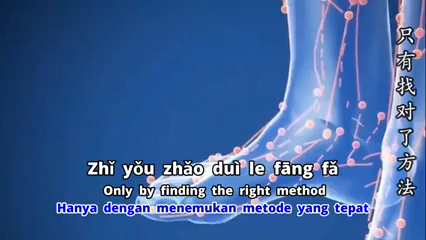 只有找对了方法
Zhǐ yǒu zhǎo duì le fāng fǎ
Only by finding the right method
Hanya dengan menemukan metode yang tepat